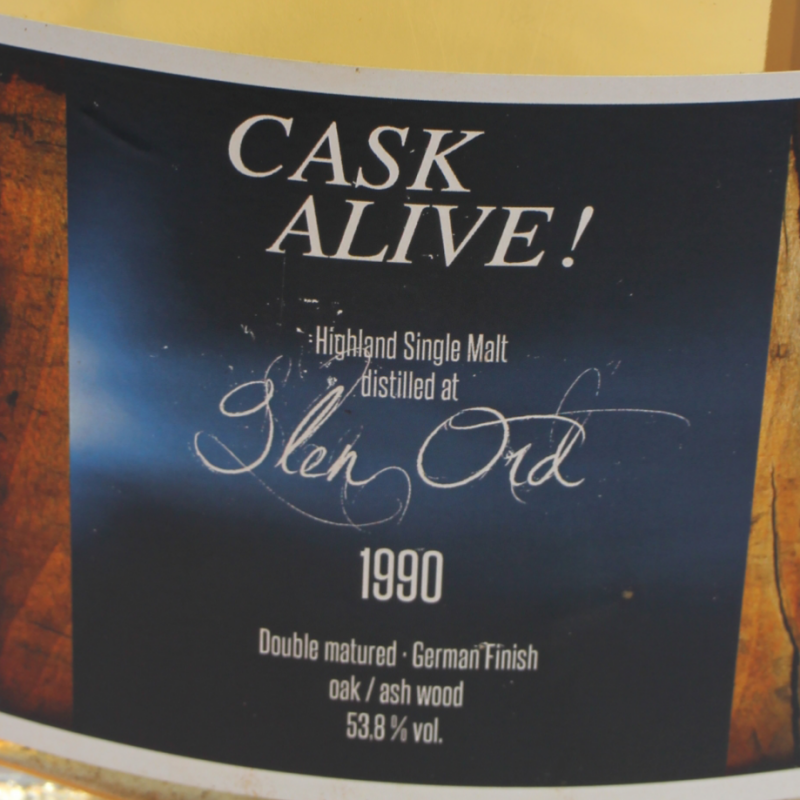 CASK
ALIVE!
Highland Single Malt
distilled at
Glen Ord
1990
Double matured · German Finish
oak / ash wood
53,8 % vol.